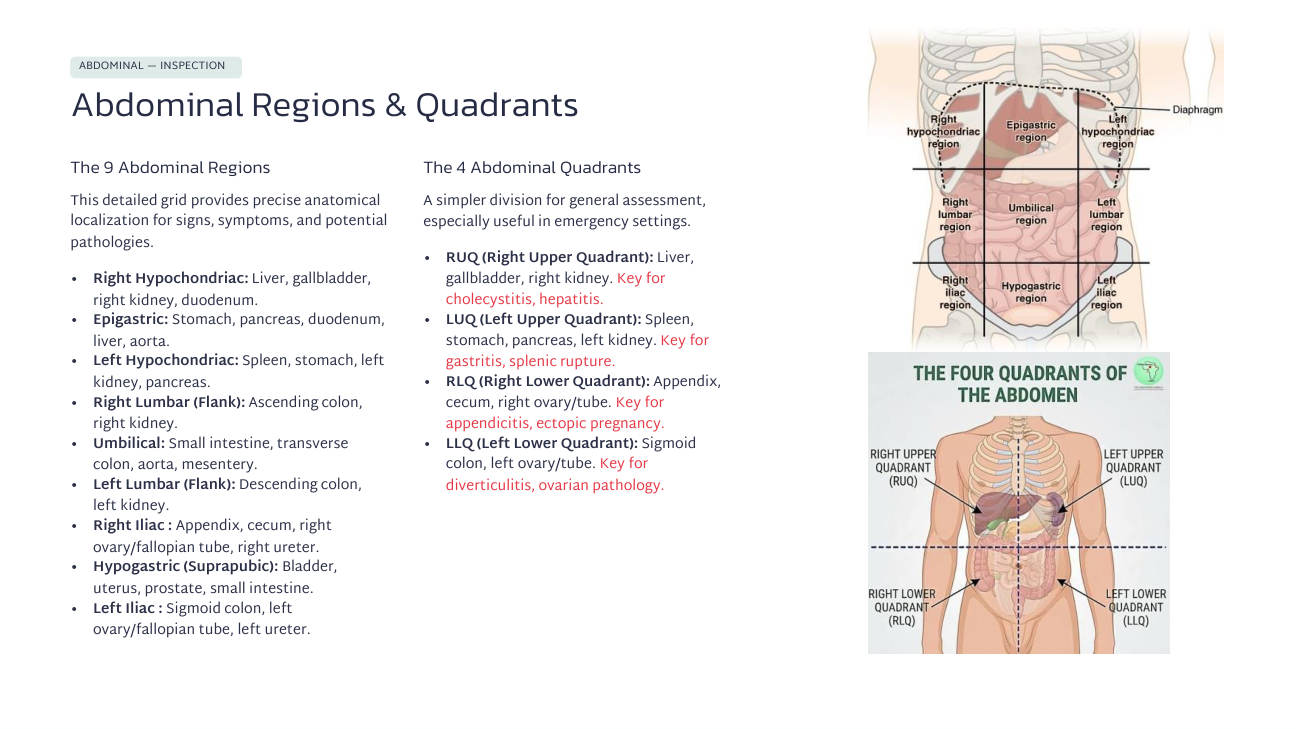 ABDOMINAL — INSPECTION
Abdominal Regions & Quadrants
The 9 Abdominal Regions
This detailed grid provides precise anatomical
localization for signs, symptoms, and potential
pathologies.
• Right Hypochondriac: Liver, gallbladder,
right kidney, duodenum.
• Epigastric: Stomach, pancreas, duodenum,
liver, aorta.
• Left Hypochondriac: Spleen, stomach, left
kidney, pancreas.
• Right Lumbar (Flank): Ascending colon,
right kidney.
• Umbilical: Small intestine, transverse
colon, aorta, mesentery.
• Left Lumbar (Flank): Descending colon,
left kidney.
• Right Iliac : Appendix, cecum, right
ovary/fallopian tube, right ureter.
• Hypogastric (Suprapubic): Bladder,
uterus, prostate, small intestine.
• Left Iliac : Sigmoid colon, left
ovary/fallopian tube, left ureter.
The 4 Abdominal Quadrants
A simpler division for general assessment,
especially useful in emergency settings.
• RUQ (Right Upper Quadrant): Liver,
gallbladder, right kidney. Key for
cholecystitis, hepatitis.
• LUQ (Left Upper Quadrant): Spleen,
stomach, pancreas, left kidney. Key for
gastritis, splenic rupture.
• RLQ (Right Lower Quadrant): Appendix,
cecum, right ovary/tube. Key for
appendicitis, ectopic pregnancy.
• LLQ (Left Lower Quadrant): Sigmoid
colon, left ovary/tube. Key for
diverticulitis, ovarian pathology.
Diaphragm
Right
hypochondriac
region
Epigastric
region
Left
hypochondriac
region
Right
lumbar
region
Umbilical
region
Left
lumbar
region
Right
iliac
region
Hypogastric
region
Left
iliac
region
THE FOUR QUADRANTS OF
THE ABDOMEN
RIGHT UPPER
QUADRANT
(RUQ)
LEFT UPPER
QUADRANT
(LUQ)
RIGHT LOWER
QUADRANT
(RLQ)
LEFT LOWER
QUADRANT
(LLQ)